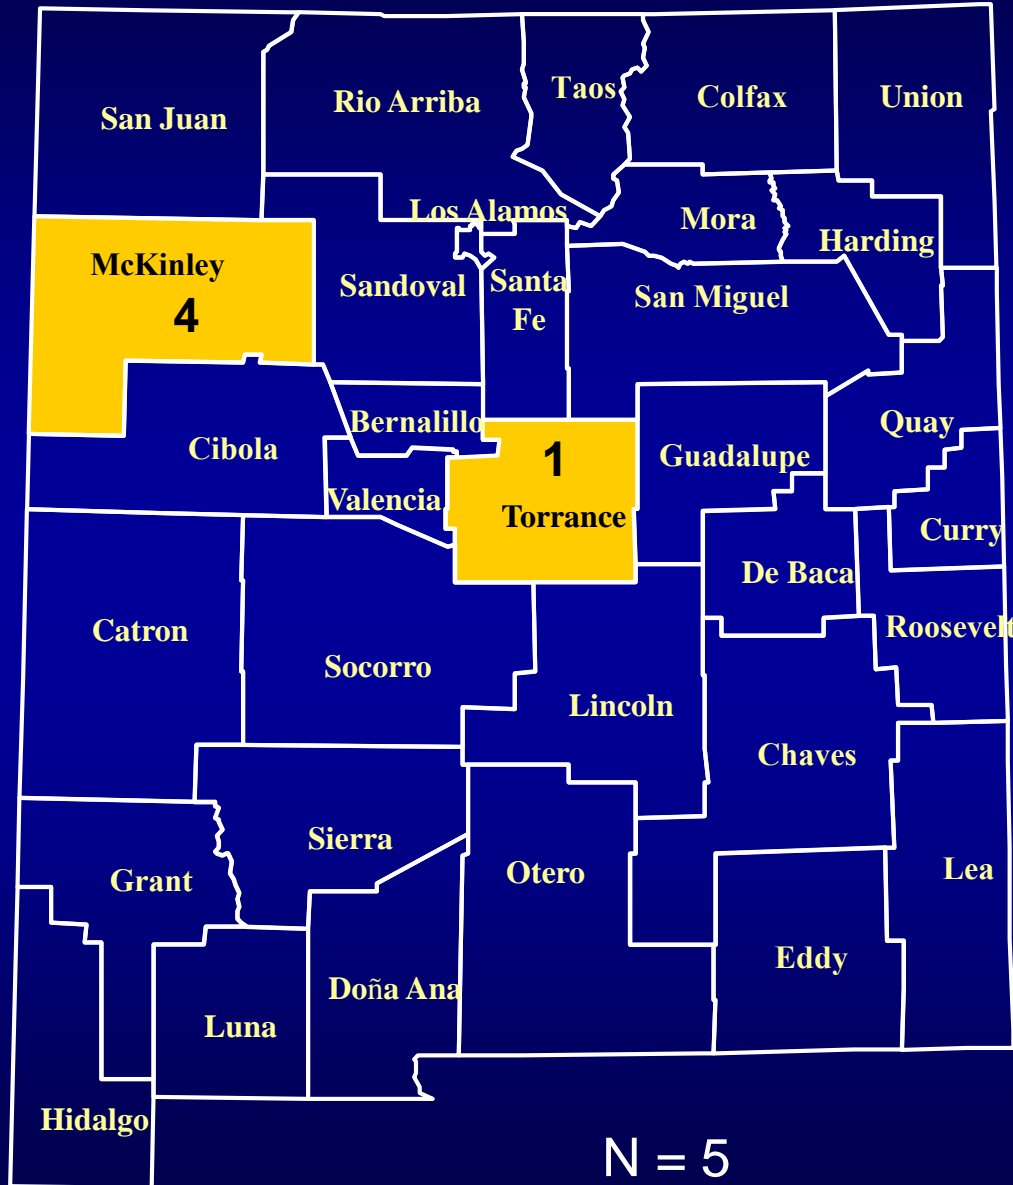 San Juan
Rio Arriba
Taos
Colfax
Union
Los Alamos
Mora
Harding
McKinley
4
Sandoval
Santa
Fe
San Miguel
Bernalillo
Cibola
Valencia
1
Torrance
Guadalupe
Quay
Curry
De Baca
Roosevelt
Catron
Socorro
Lincoln
Chaves
Sierra
Grant
Otero
Lea
Eddy
Doña Ana
Luna
Hidalgo
N = 5